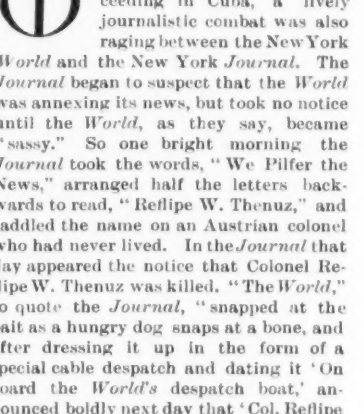 ceeding in Cuba, a lively
journalistic combat was also
raging between the New York
World and the New York Journal. The
Journal began to suspect that the World
was annexing its news, but took no notice
until the World, as they say, became
"sassy." So one bright morning the
Journal took the words, "We Pilfer the
News," arranged half the letters back-
wards to read, "Reflipe W. Thenuz," and
saddled the name on an Austrian colonel
who had never lived. In the Journal that
day appeared the notice that Colonel Re-
flipe W. Thenuz was killed. "The World,"
to quote the Journal, "snapped at the
bait as a hungry dog snaps at a bone, and
after dressing it up in the form of a
special cable despatch and dating it 'On
board the World's despatch boat,' an-
nounced boldly next day that 'Col. Reflipe